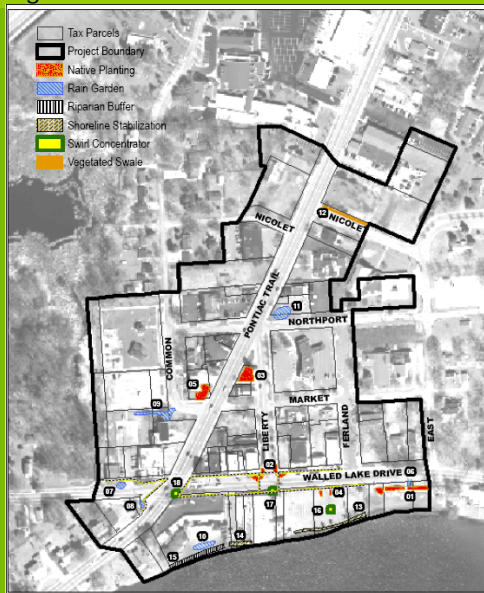 Tax Parcels
Project Boundary
Native Planting
Rain Garden
Riparian Buffer
Shoreline Stabilization
Swirl Concentrator
Vegetated Swale
12
NICOLET
NICOLET
PONTIAC TRAIL
11
NORTHPORT
COMMON
03
05
MARKET
09
LIBERTY
FERLAND
EAST
02
WALLED LAKE DRIVE
06
07
18
04
01
08
17
16
13
10
14
15